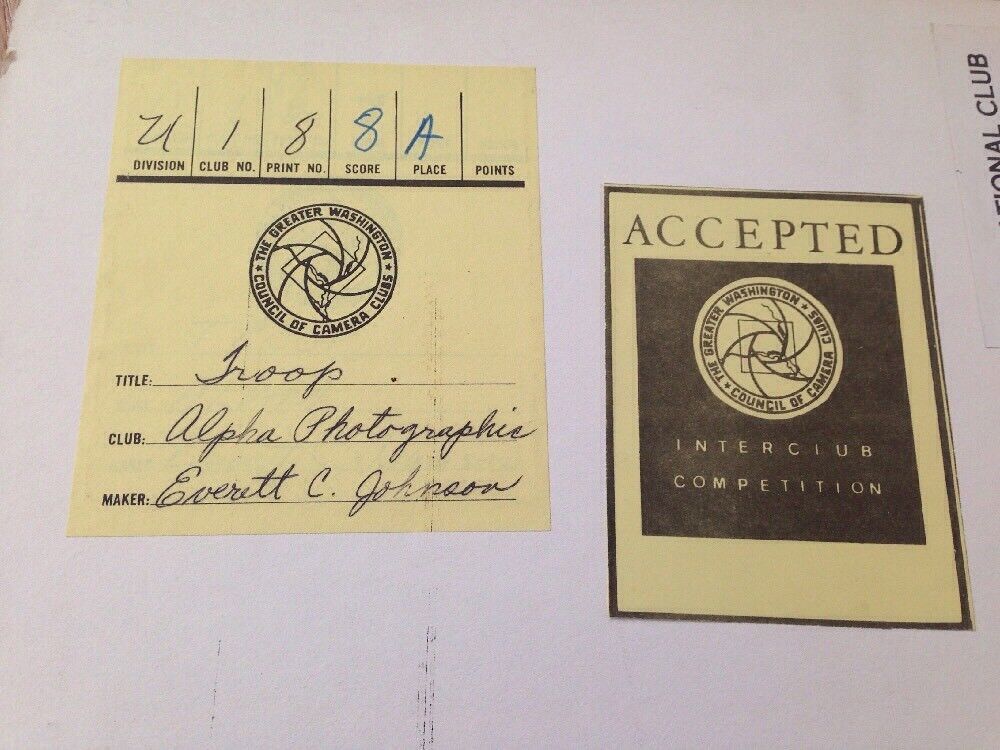 U 1 8 8 A
DIVISION CLUB NO. PRINT NO. SCORE PLACE POINTS
★ THE GREATER WASHINGTON ★ COUNCIL OF CAMERA CLUBS
TITLE: Troop
CLUB: Alpha Photographic
MAKER: Everett C. Johnson
ACCEPTED
THE GREATER WASHINGTON ★ COUNCIL OF CAMERA CLUBS ★
INTERCLUB
COMPETITION
CLUB